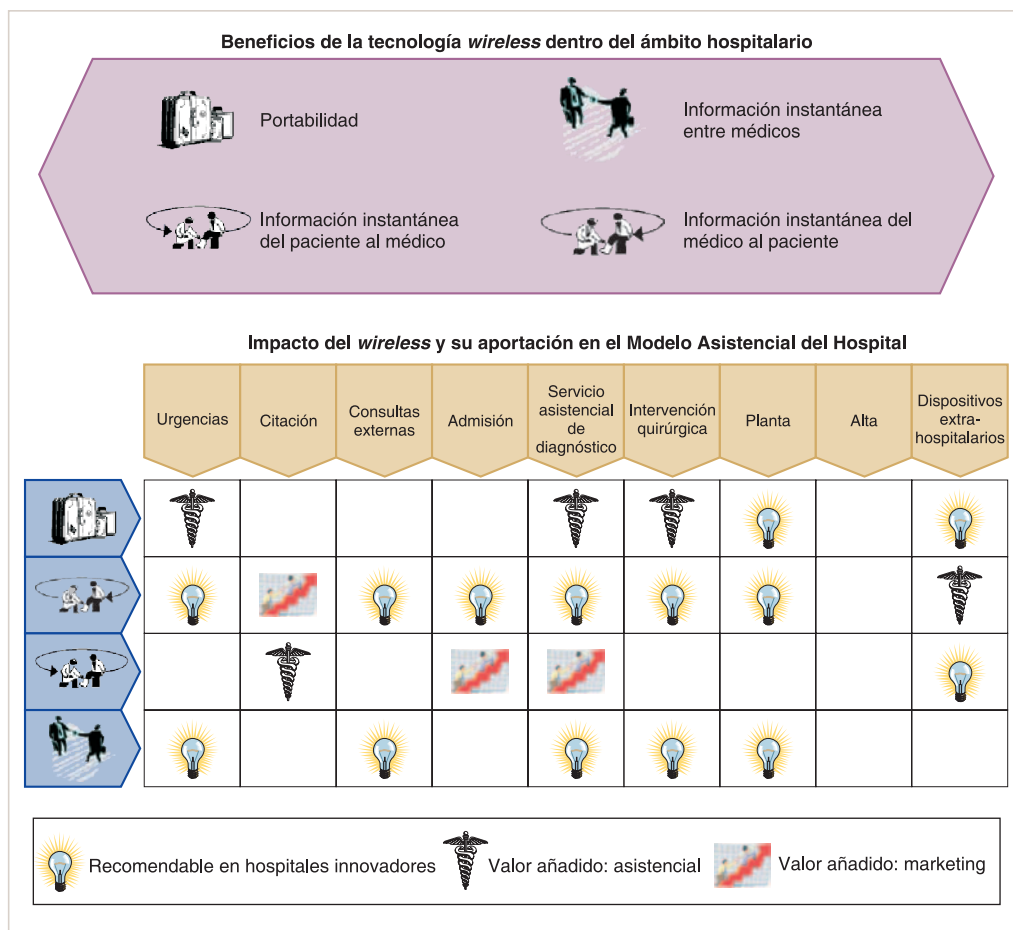 Beneficios de la tecnología wireless dentro del ámbito hospitalario
Portabilidad
Información instantánea
entre médicos
Información instantánea
del paciente al médico
Información instantánea del
médico al paciente
Impacto del wireless y su aportación en el Modelo Asistencial del Hospital
Urgencias
Citación
Consultas
externas
Admisión
Servicio
asistencial
de
diagnóstico
Intervención
quirúrgica
Planta
Alta
Dispositivos
extra-
hospitalarios
Recomendable en hospitales innovadores
Valor añadido: asistencial
Valor añadido: marketing